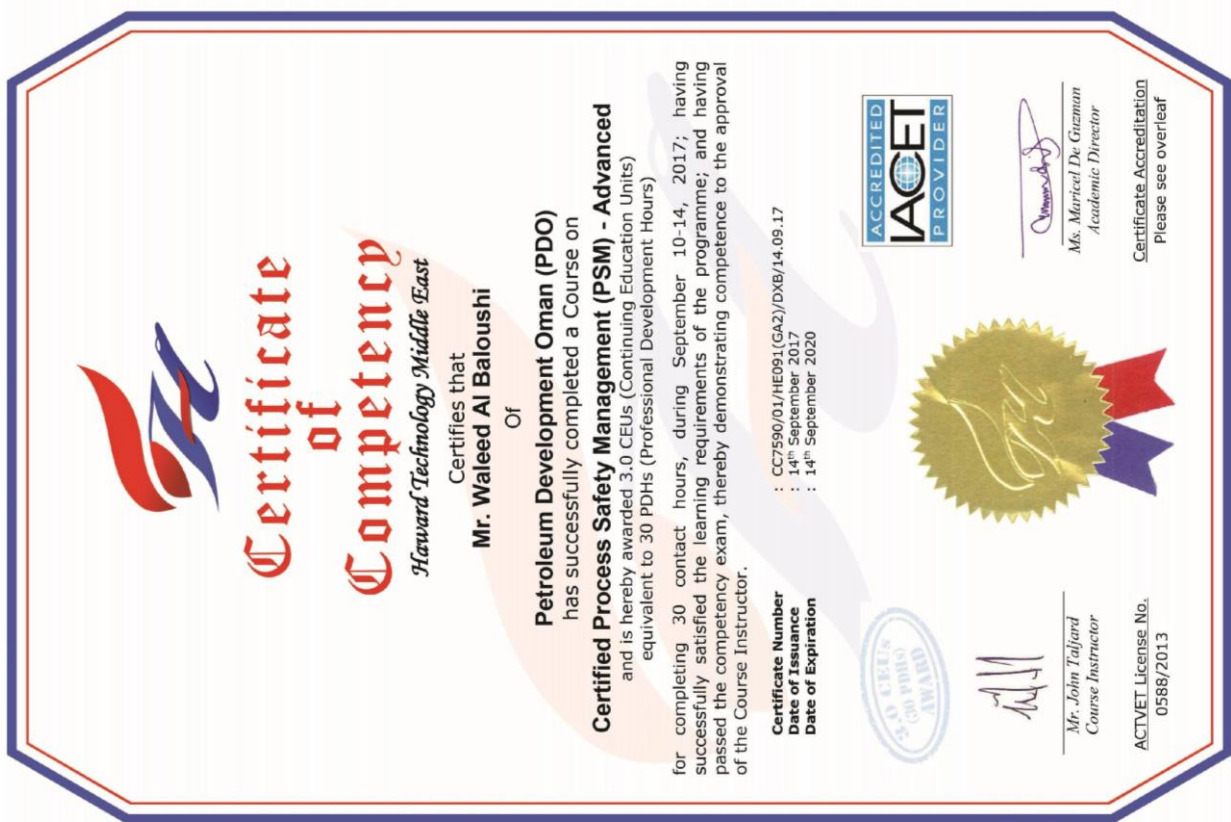 Certificate
of
Competency
Haward Technology Middle East
Certifies that
Mr. Waleed Al Baloushi
Of
Petroleum Development Oman (PDO)
has successfully completed a Course on
Certified Process Safety Management (PSM) - Advanced
and is hereby awarded 3.0 CEUs (Continuing Education Units)
equivalent to 30 PDHs (Professional Development Hours)
for completing 30 contact hours, during September 10-14, 2017; having
successfully satisfied the learning requirements of the programme; and having
passed the competency exam, thereby demonstrating competence to the approval
of the Course Instructor.
Certificate Number : CC7590/01/HE091(GA2)/DXB/14.09.17
Date of Issuance : 14th September 2017
Date of Expiration : 14th September 2020
3.0 CEUs
(30 PDHs)
AWARD
ACCREDITED
IACET
PROVIDER
Mr. John Taljard
Course Instructor
Ms. Maricel De Guzman
Academic Director
ACTVET License No.
0588/2013
Certificate Accreditation
Please see overleaf